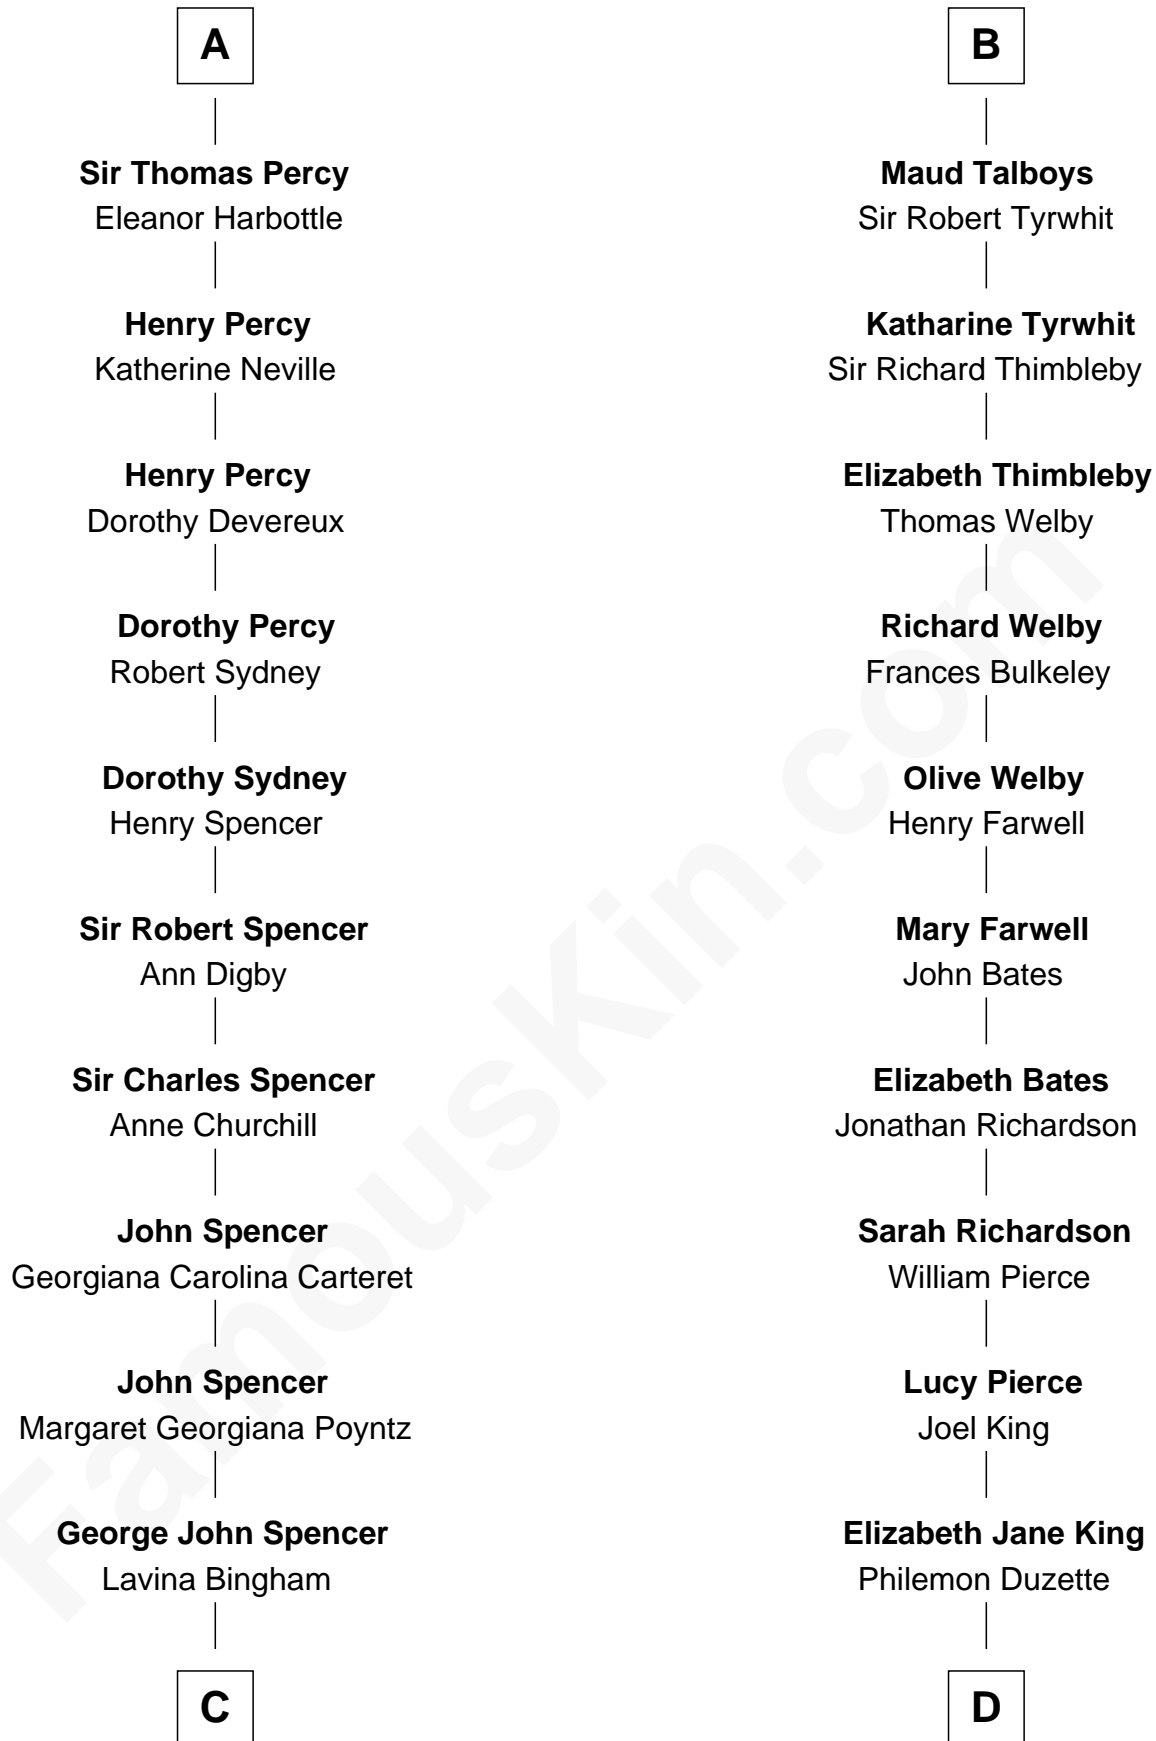 A
Sir Thomas Percy
Eleanor Harbottle
Henry Percy
Katherine Neville
Henry Percy
Dorothy Devereux
Dorothy Percy
Robert Sydney
Dorothy Sydney
Henry Spencer
Sir Robert Spencer
Ann Digby
Sir Charles Spencer
Anne Churchill
John Spencer
Georgiana Carolina Carteret
John Spencer
Margaret Georgiana Poyntz
George John Spencer
Lavina Bingham
C
B
Maud Talboys
Sir Robert Tyrwhit
Katharine Tyrwhit
Sir Richard Thimbleby
Elizabeth Thimbleby
Thomas Welby
Richard Welby
Frances Bulkeley
Olive Welby
Henry Farwell
Mary Farwell
John Bates
Elizabeth Bates
Jonathan Richardson
Sarah Richardson
William Pierce
Lucy Pierce
Joel King
Elizabeth Jane King
Philemon Duzette
D
FamousKin.com